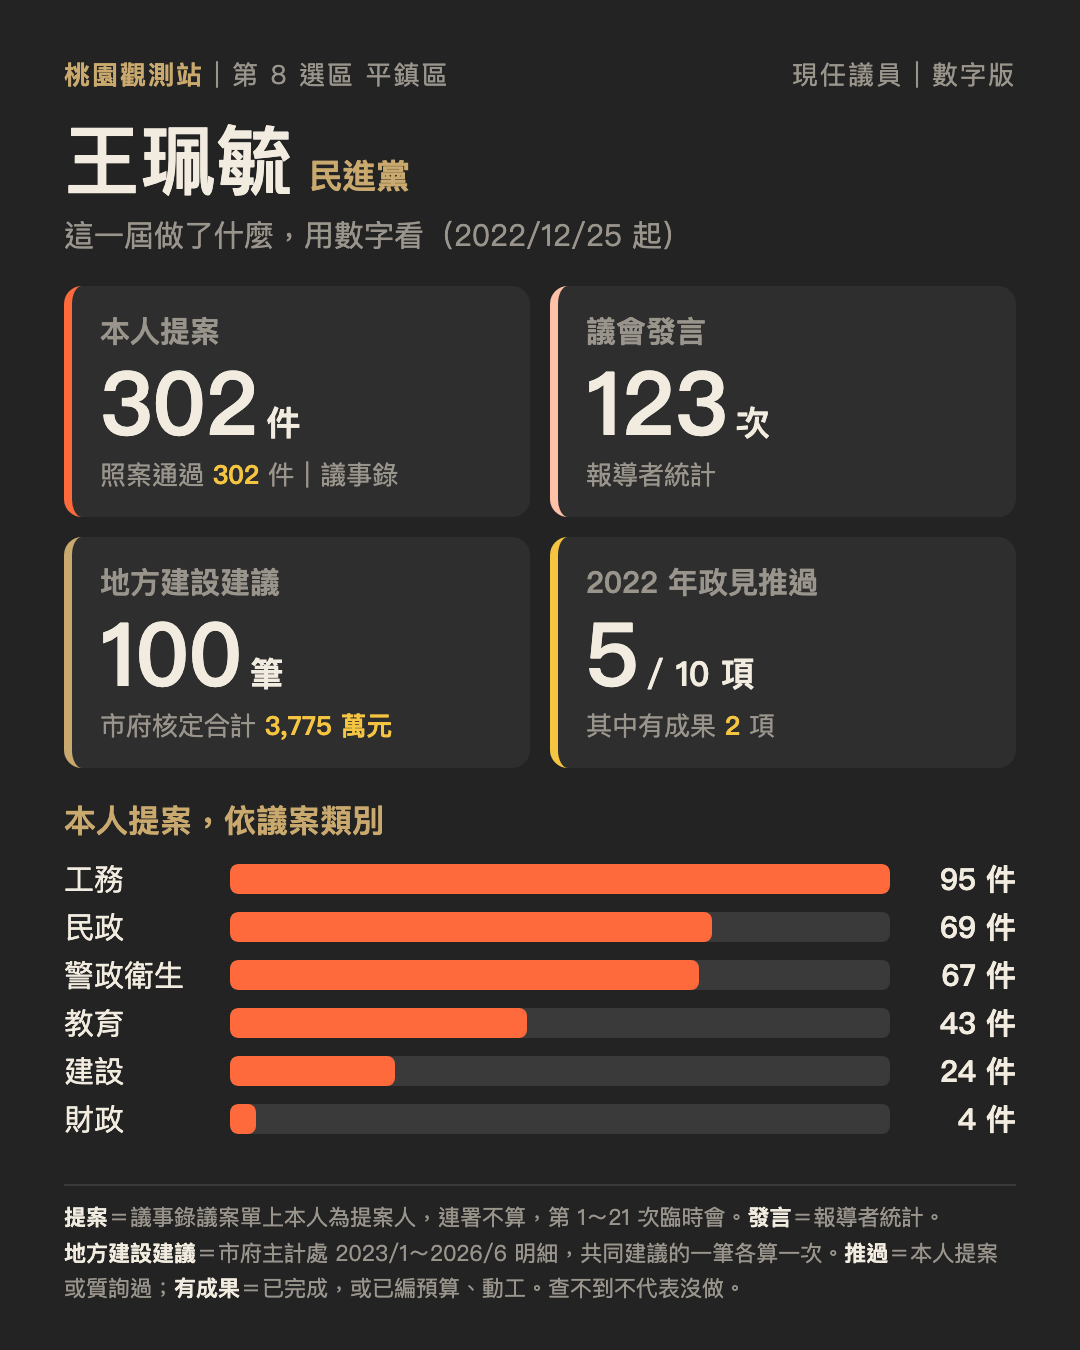 桃園觀測站｜第 8 選區 平鎮區
現任議員｜數字版
王珮毓 民進黨
這一屆做了什麼，用數字看（2022/12/25 起）
本人提案
302 件
照案通過 302 件｜議事錄
議會發言
123 次
報導者統計
地方建設建議
100 筆
市府核定合計 3,775 萬元
2022 年政見推過
5 / 10 項
其中有成果 2 項
本人提案，依議案類別
工務 95 件
民政 69 件
警政衛生 67 件
教育 43 件
建設 24 件
財政 4 件
提案＝議事錄議案單上本人為提案人，連署不算，第 1～21 次臨時會。發言＝報導者統計。
地方建設建議＝市府主計處 2023/1～2026/6 明細，共同建議的一筆各算一次。推過＝本人提案
或質詢過；有成果＝已完成，或已編預算、動工。查不到不代表沒做。